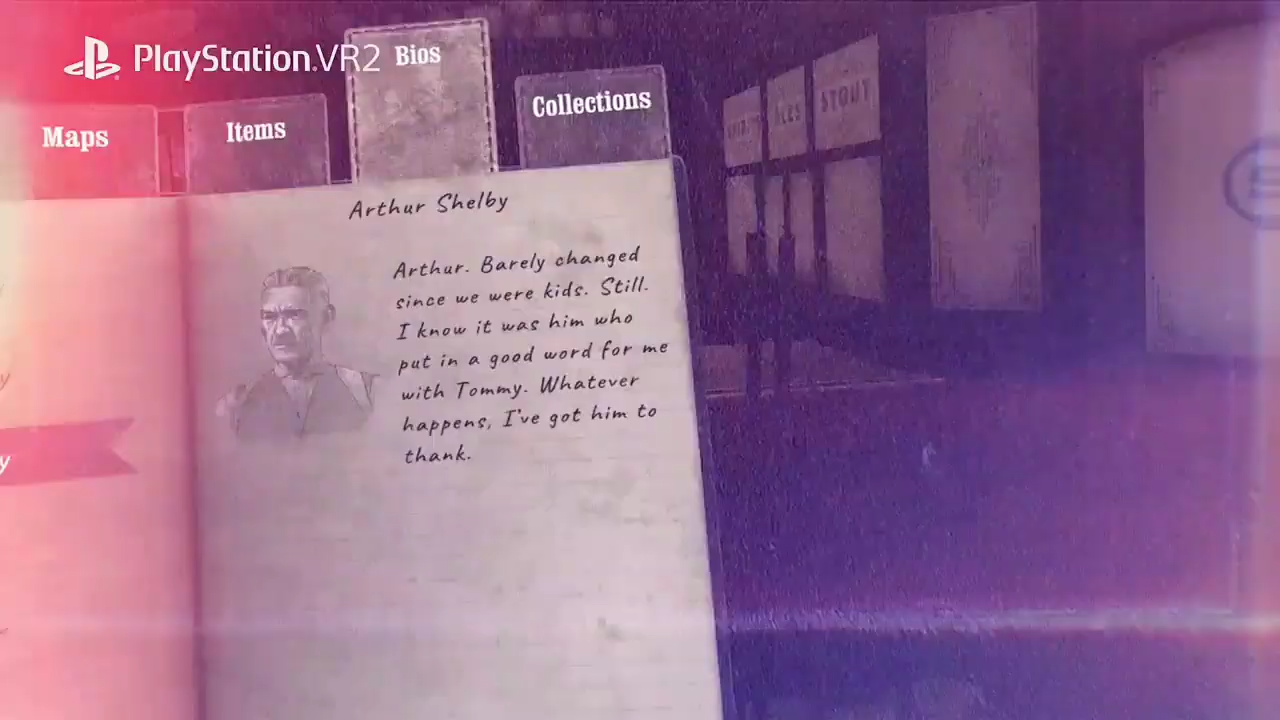 PlayStation.VR2
Bios
Collections
Items
Maps
Arthur Shelby
Arthur. Barely changed
since we were kids. Still.
I know it was him who
put in a good word for me
with Tommy. Whatever
happens, I've got him to
thank.
STOUT